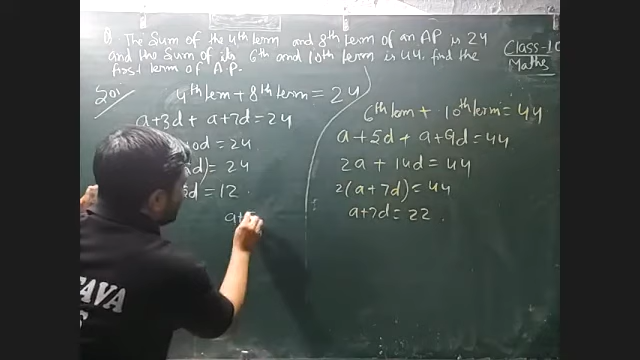 Q. The Sum of the 4th term and 8th term of an AP is 24
and the Sum of its 6th and 10th term is 44, find the
first term of A.P.
Class-10
Maths
Sol
4th term + 8th term = 24
a+3d + a+7d = 24
0d = 24
d) = 24
5d = 12
a+
6th term + 10th term = 44
a + 5d + a+9d = 44
2a + 14d = 44
2(a+7d) = 44
a+7d = 22
TAVA
S